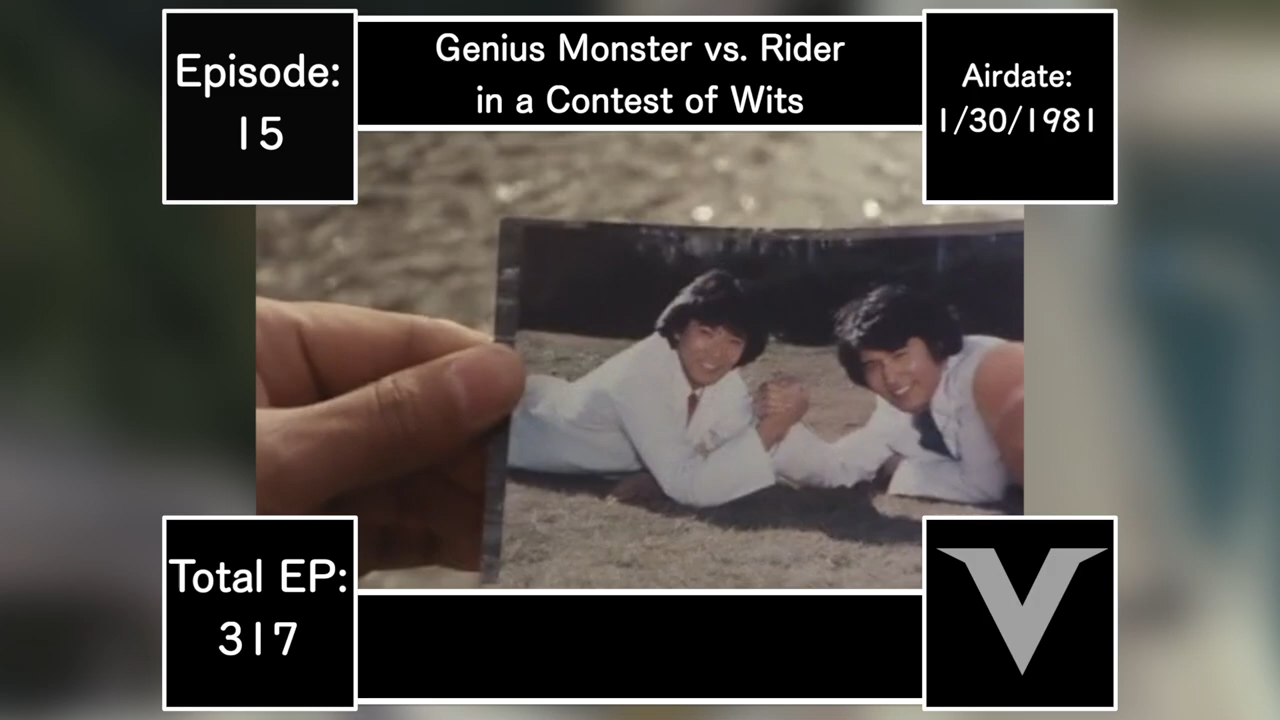 Episode:
15
Genius Monster vs. Rider
in a Contest of Wits
Airdate:
1/30/1981
Total EP:
317
V